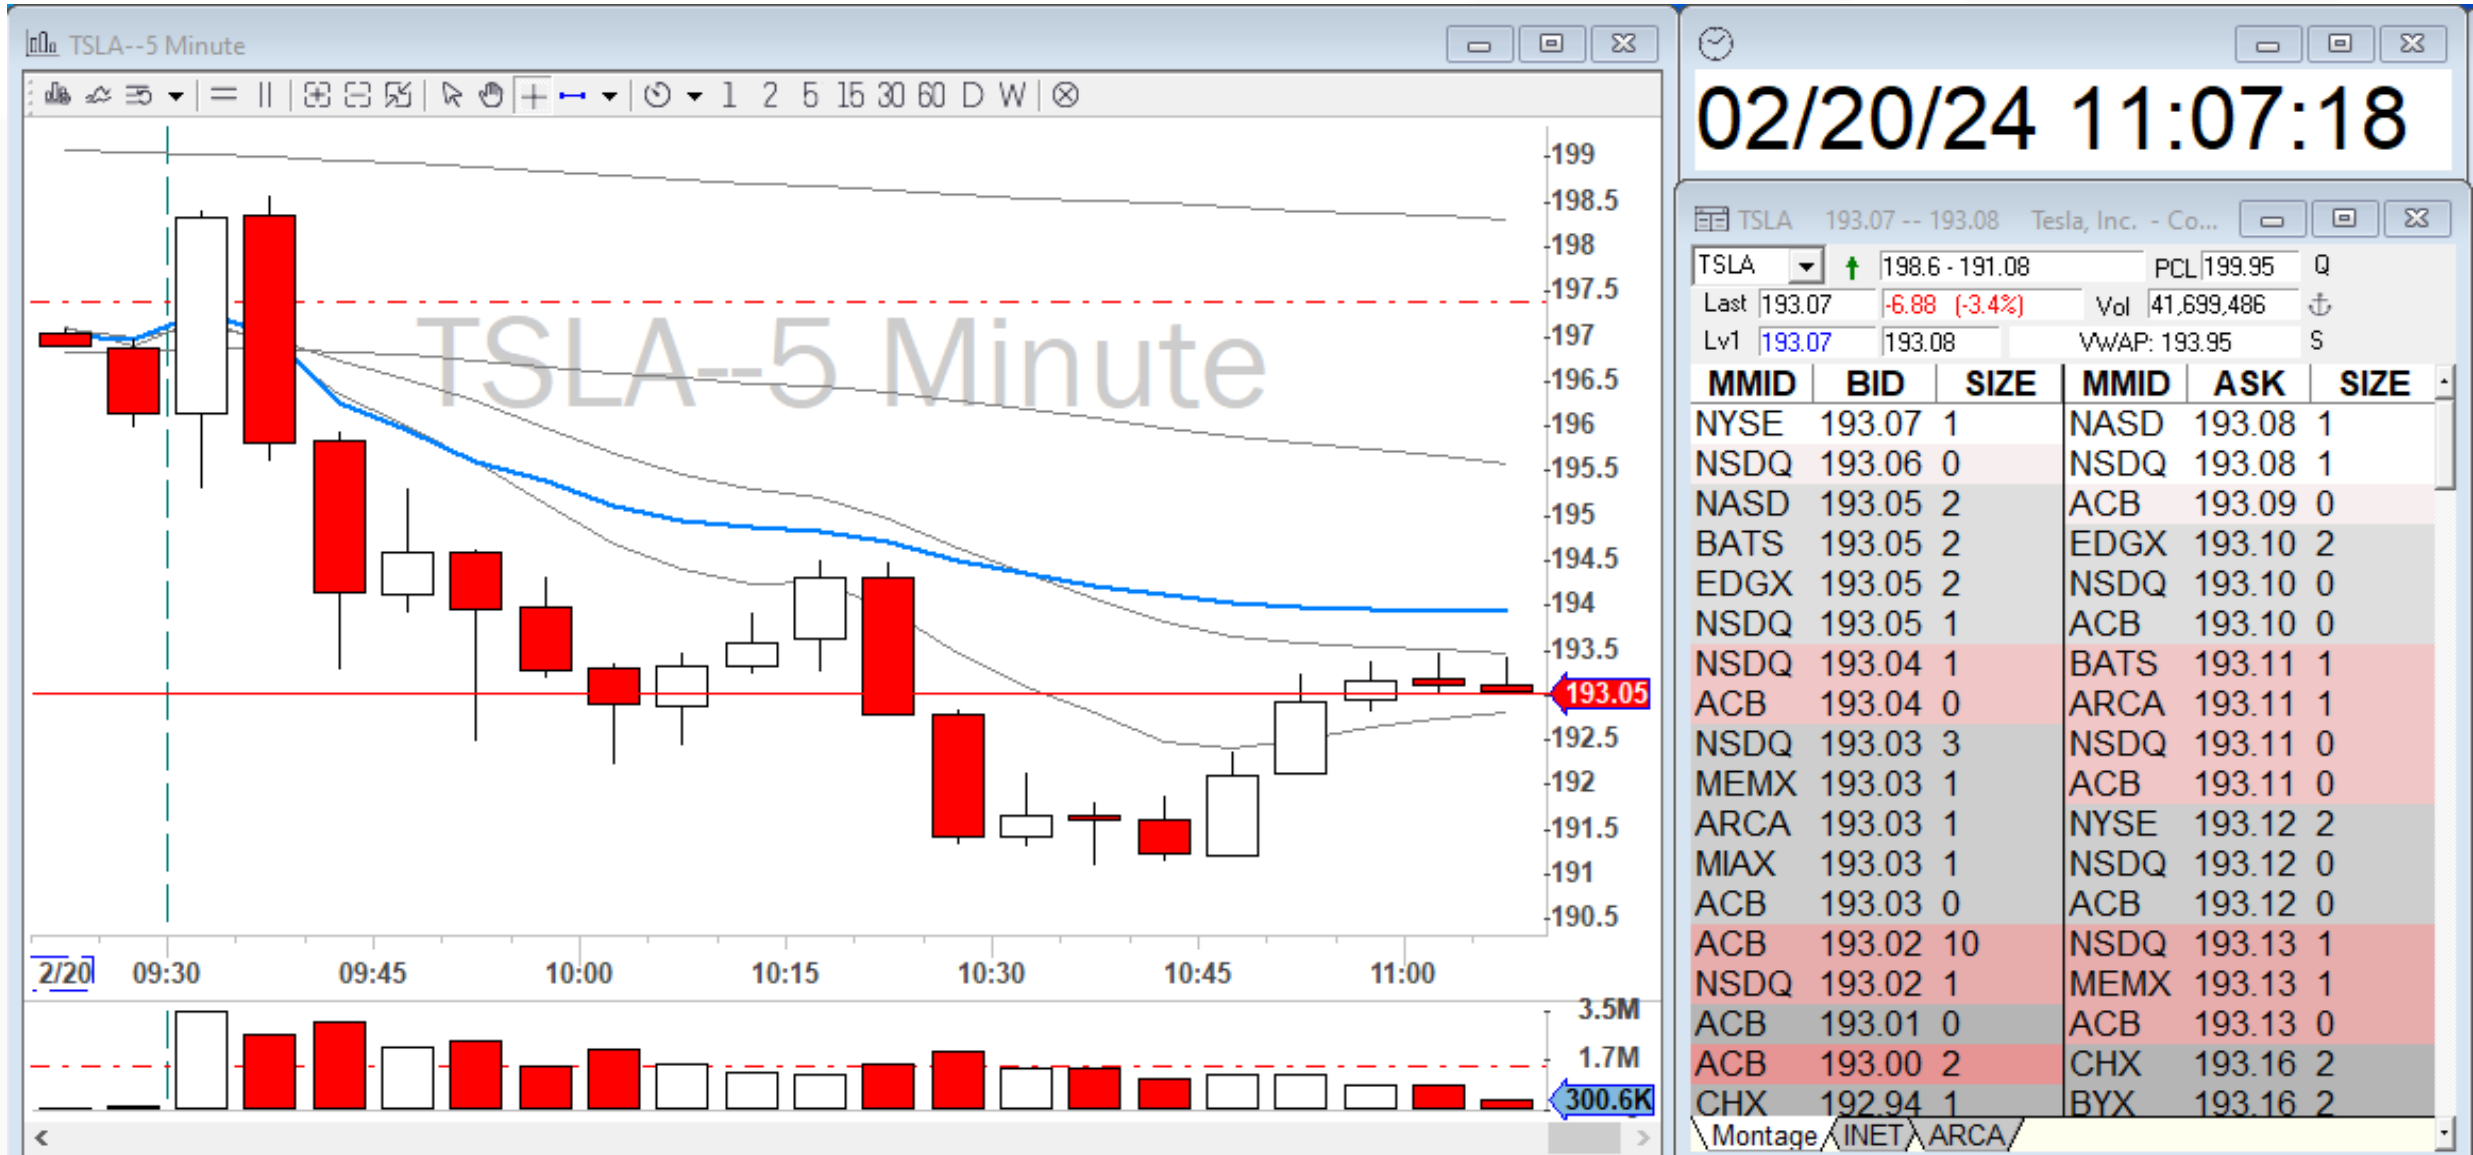 TSLA--5 Minute
1 2 5 15 30 60 D W
TSLA--5 Minute
199
198.5
198
197.5
197
196.5
196
195.5
195
194.5
194
193.5
193.05
192.5
192
191.5
191
190.5
2/20 09:30 09:45 10:00 10:15 10:30 10:45 11:00
3.5M
1.7M
300.6K
02/20/24 11:07:18
TSLA 193.07 -- 193.08 Tesla, Inc. - Co...
TSLA 198.6 - 191.08 PCL 199.95 Q
Last 193.07 -6.88 (-3.4%) Vol 41,699,486
Lv1 193.07 193.08 VWAP: 193.95 S
MMID BID SIZE MMID ASK SIZE
NYSE 193.07 1 NASD 193.08 1
NSDQ 193.06 0 NSDQ 193.08 1
NASD 193.05 2 ACB 193.09 0
BATS 193.05 2 EDGX 193.10 2
EDGX 193.05 2 NSDQ 193.10 0
NSDQ 193.05 1 ACB 193.10 0
NSDQ 193.04 1 BATS 193.11 1
ACB 193.04 0 ARCA 193.11 1
NSDQ 193.03 3 NSDQ 193.11 0
MEMX 193.03 1 ACB 193.11 0
ARCA 193.03 1 NYSE 193.12 2
MIAX 193.03 1 NSDQ 193.12 0
ACB 193.03 0 ACB 193.12 0
ACB 193.02 10 NSDQ 193.13 1
NSDQ 193.02 1 MEMX 193.13 1
ACB 193.01 0 ACB 193.13 0
ACB 193.00 2 CHX 193.16 2
CHX 192.94 1 BYX 193.16 2
Montage INET ARCA